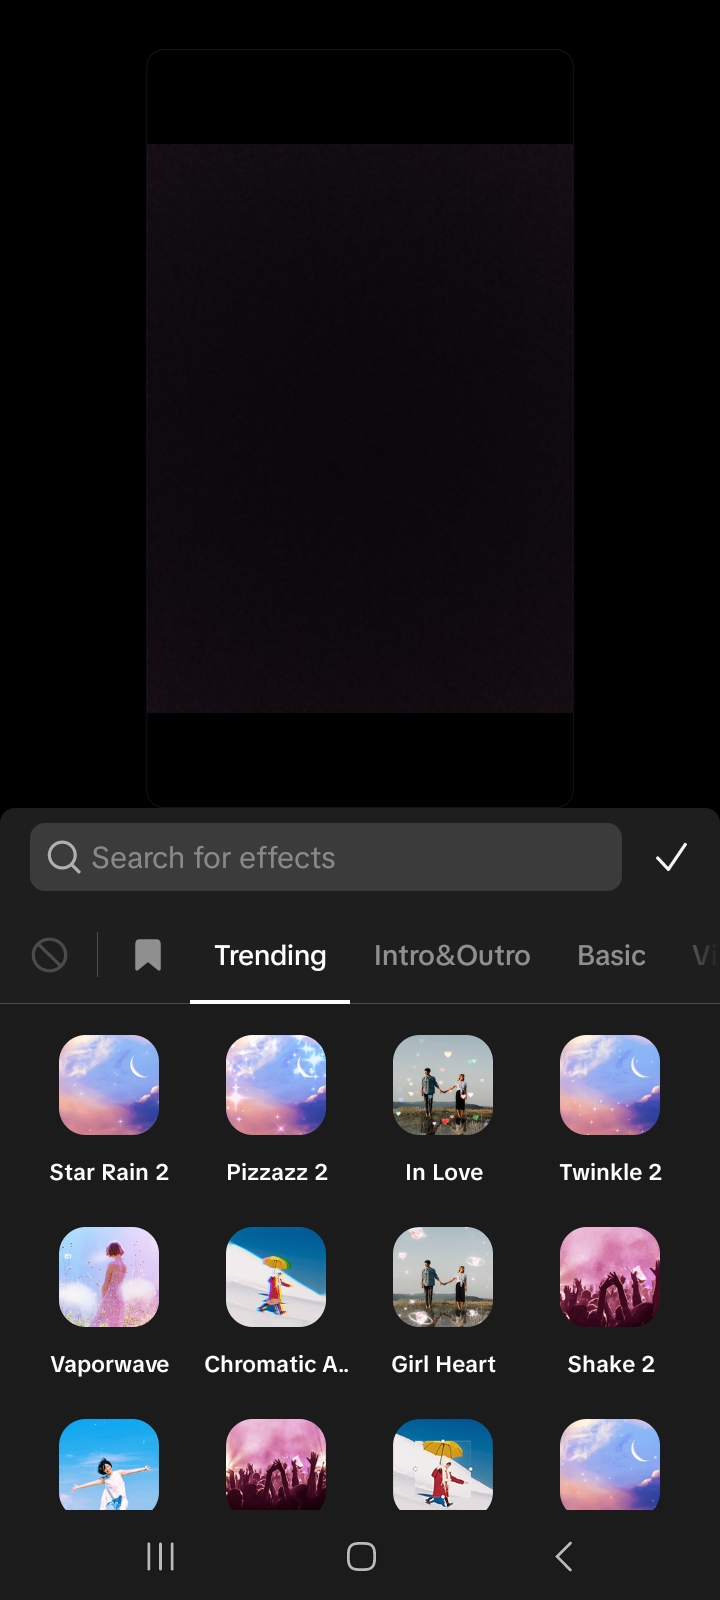 Search for effects
Trending Intro&Outro Basic Vi
Star Rain 2 Pizzazz 2 In Love Twinkle 2
Vaporwave Chromatic A.. Girl Heart Shake 2